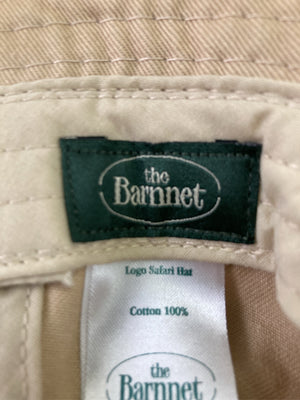 the
Barnnet
Logo Safari Hat
Cotton 100%
the
Barnnet